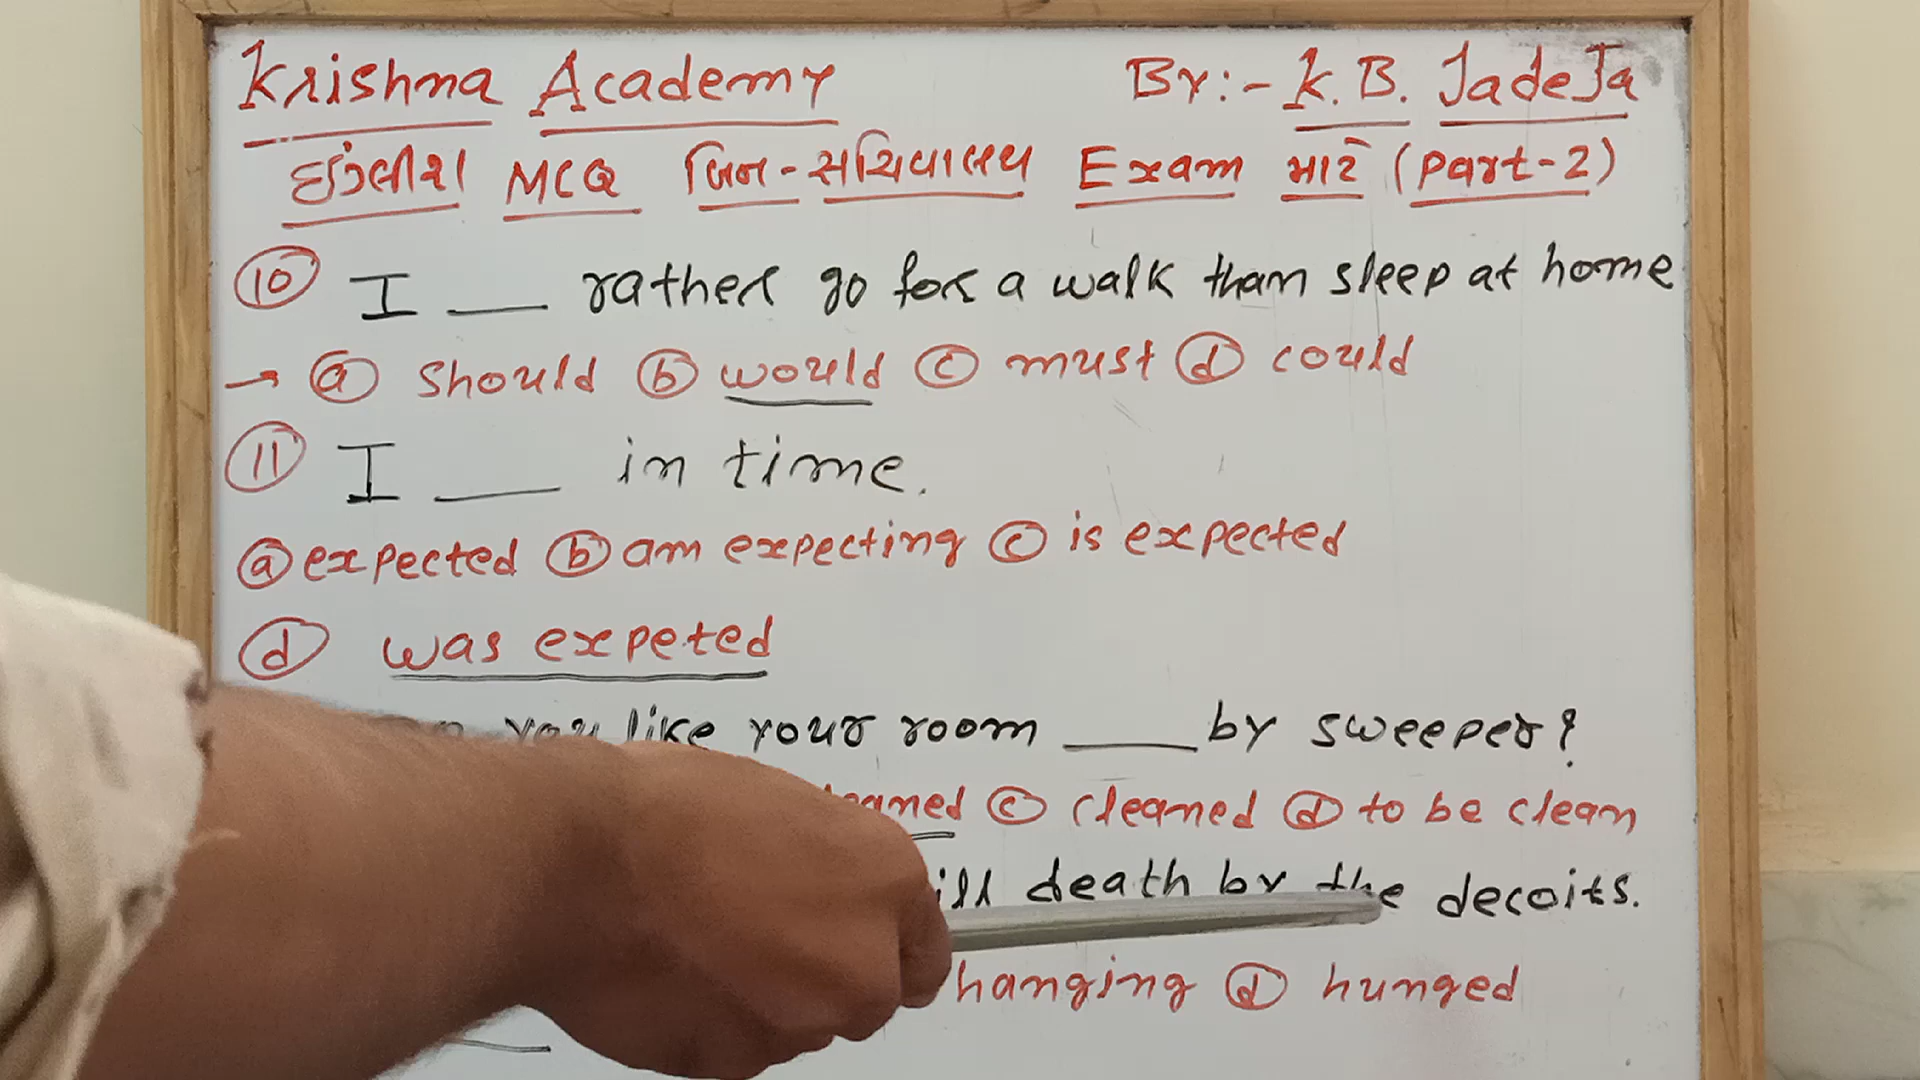 Krishna Academy By:- K. B. JadeJa
ઈંગ્લીશ MCQ બિન-સચિવાલય Exam માટે (Part-2)
10 I ___ rather go for a walk than sleep at home
→ a should b would c must d could
11 I ___ in time.
a expected b am expecting c is expected
d was expeted
you like your room ___ by sweeper?
c cleaned d to be clean
death by the decoits.
hanging d hunged